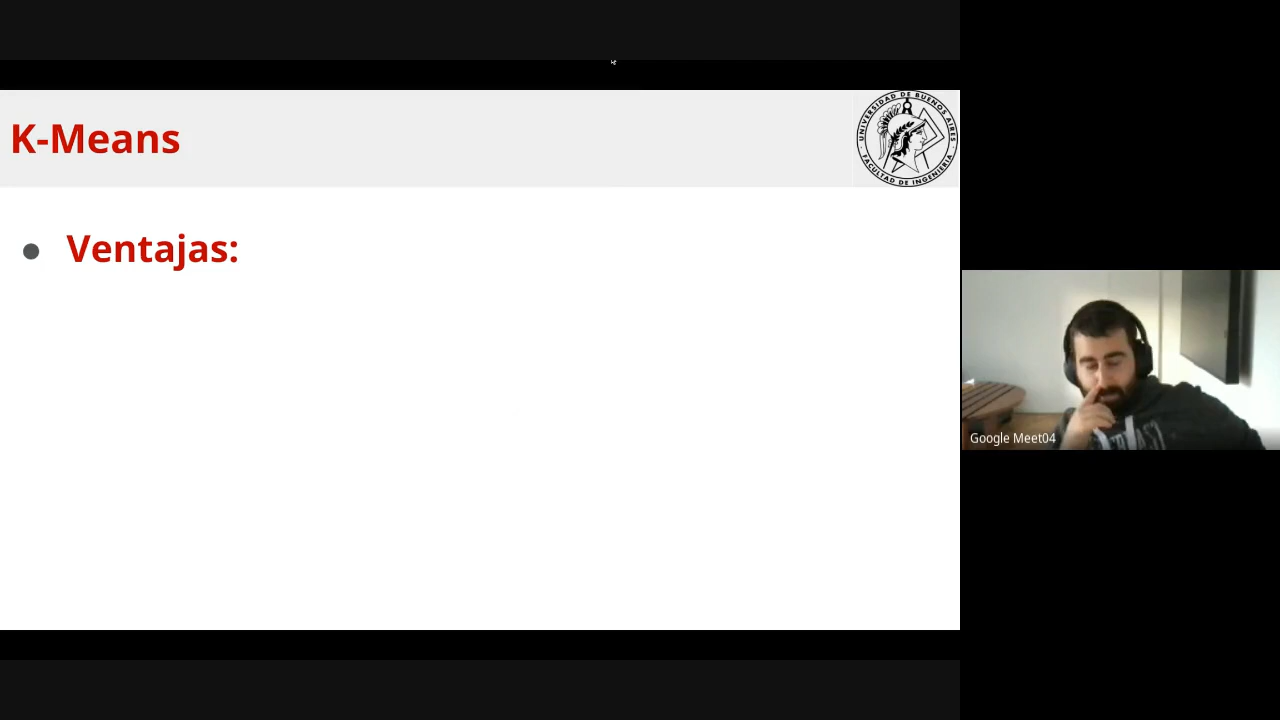 K-Means
UNIVERSIDAD DE BUENOS AIRES
FACULTAD DE INGENIERIA
Ventajas:
Google Meet04